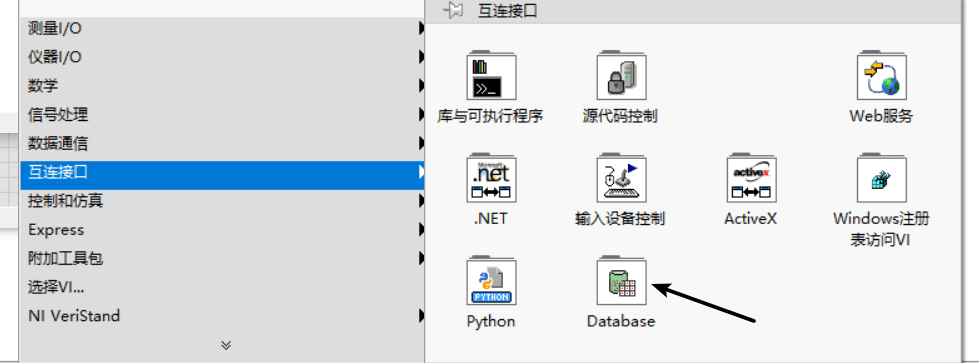 测量I/O
仪器I/O
数学
信号处理
数据通信
互连接口
控制和仿真
Express
附加工具包
选择VI...
NI VeriStand
互连接口
库与可执行程序
源代码控制
Web服务
Microsoft
.net
.NET
输入设备控制
activex
ActiveX
Windows注册
表访问VI
PYTHON
Python
Database